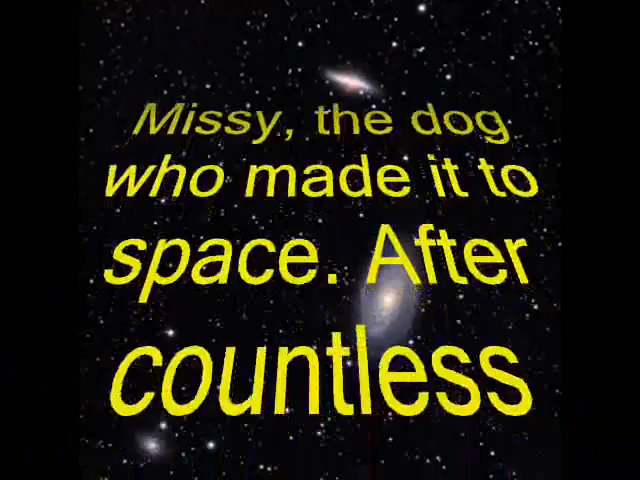 Missy, the dog
who made it to
space. After
countless